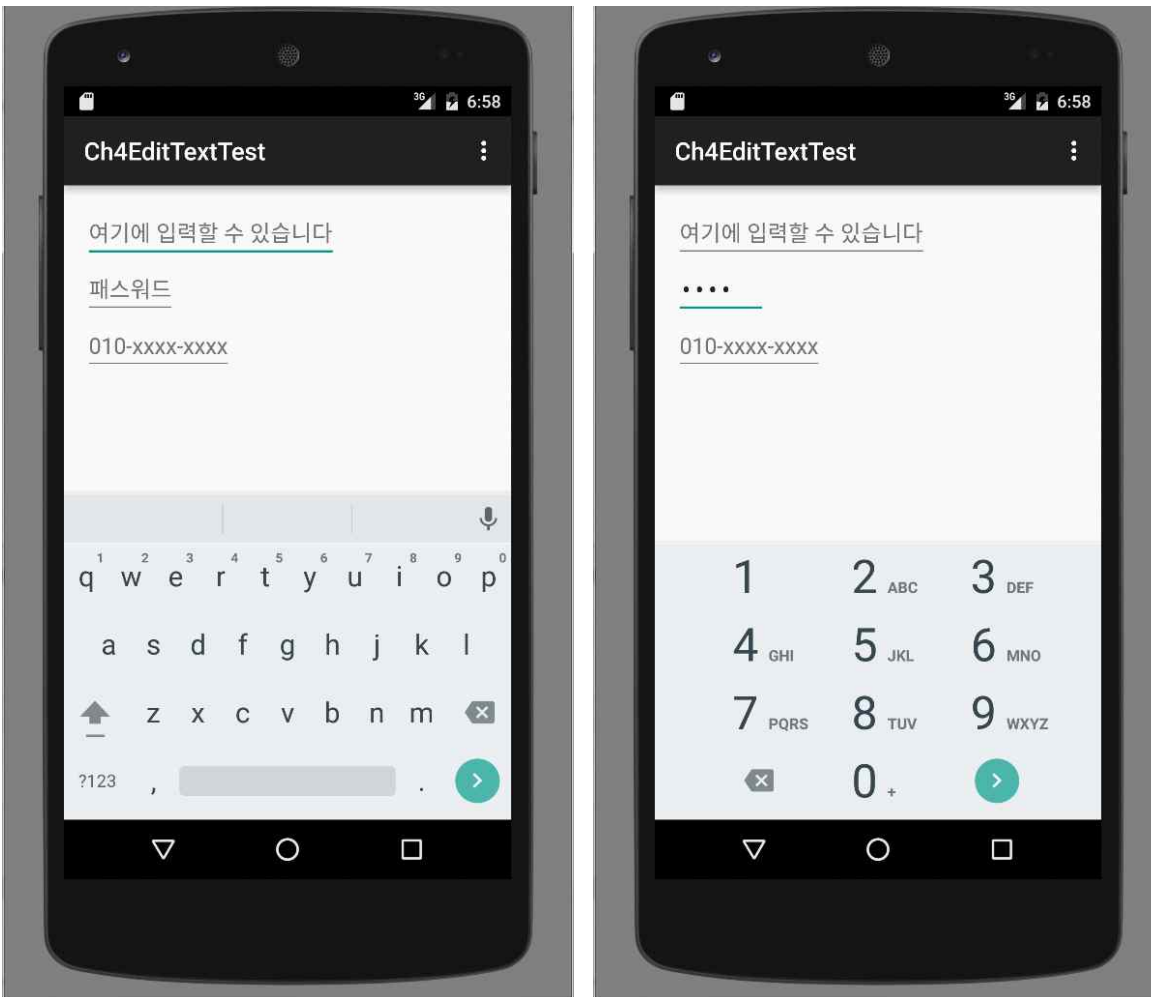 3G 6:58
Ch4EditTextTest
여기에 입력할 수 있습니다
패스워드
010-xxxx-xxxx
1 2 3 4 5 6 7 8 9 0
q w e r t y u i o p
a s d f g h j k l
z x c v b n m
?123 , .
3G 6:58
Ch4EditTextTest
여기에 입력할 수 있습니다
••••
010-xxxx-xxxx
1 2 ABC 3 DEF
4 GHI 5 JKL 6 MNO
7 PQRS 8 TUV 9 WXYZ
0 +